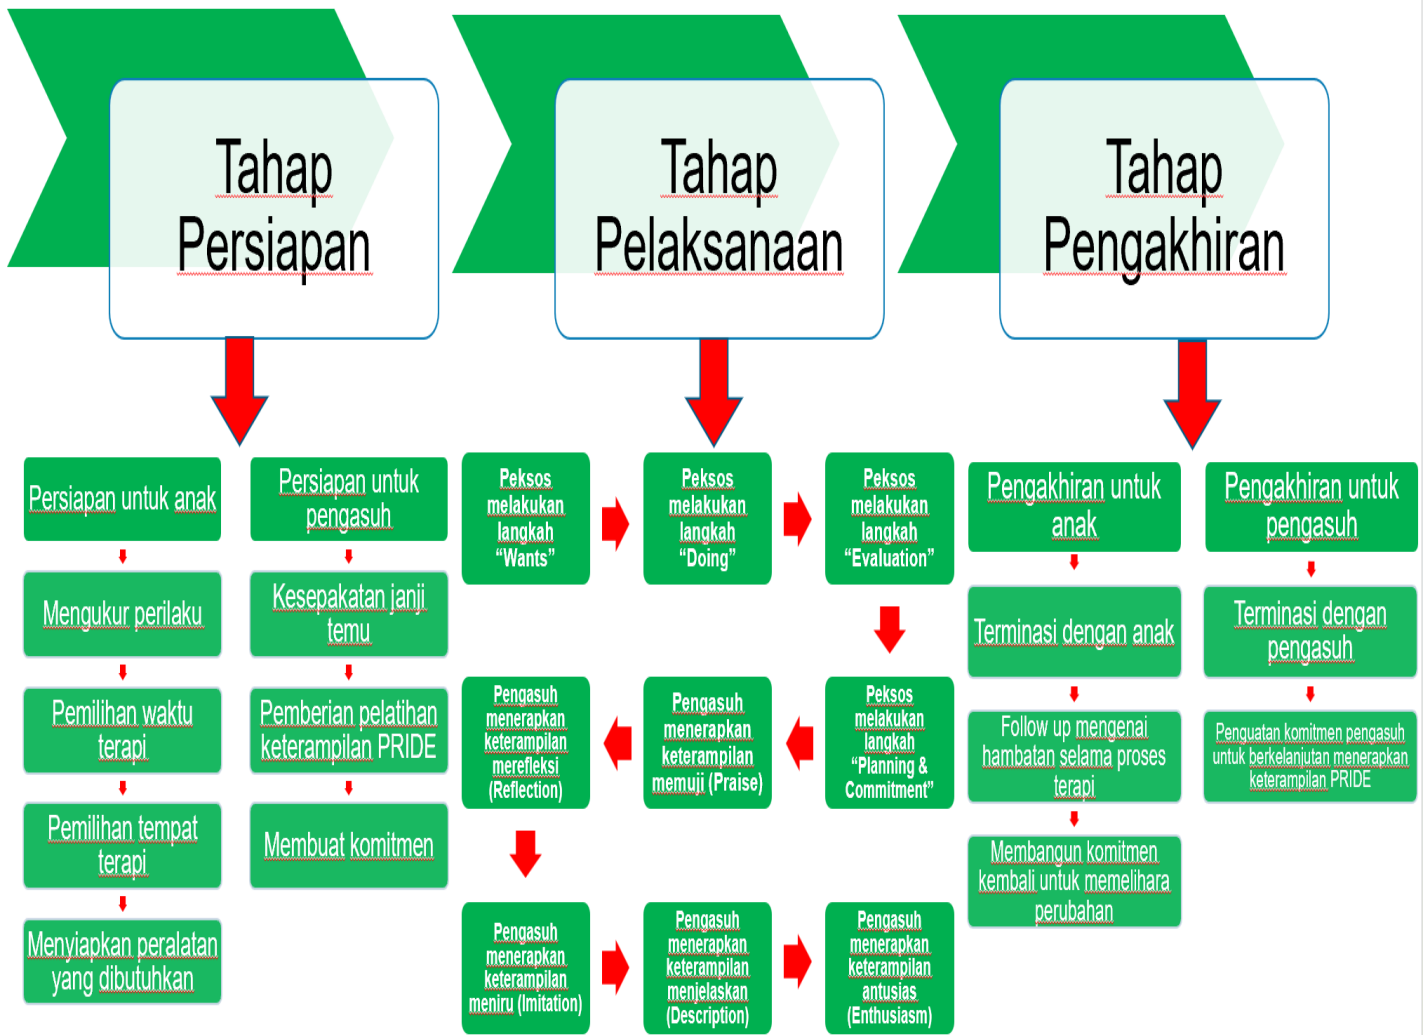 Tahap
Persiapan
Tahap
Pelaksanaan
Tahap
Pengakhiran
Persiapan untuk anak
Mengukur perilaku
Pemilihan waktu
terapi
Pemilihan tempat
terapi
Menyiapkan peralatan
yang dibutuhkan
Persiapan untuk
pengasuh
Kesepakatan janji
temu
Pemberian pelatihan
keterampilan PRIDE
Membuat komitmen
Peksos
melakukan
langkah
“Wants”
Peksos
melakukan
langkah
“Doing”
Peksos
melakukan
langkah
“Evaluation”
Peksos
melakukan
langkah
“Planning &
Commitment”
Pengasuh
menerapkan
keterampilan
memuji (Praise)
Pengasuh
menerapkan
keterampilan
merefleksi
(Reflection)
Pengasuh
menerapkan
keterampilan
meniru (Imitation)
Pengasuh
menerapkan
keterampilan
menjelaskan
(Description)
Pengasuh
menerapkan
keterampilan
antusias
(Enthusiasm)
Pengakhiran untuk
anak
Terminasi dengan anak
Follow up mengenai
hambatan selama proses
terapi
Membangun komitmen
kembali untuk memelihara
perubahan
Pengakhiran untuk
pengasuh
Terminasi dengan
pengasuh
Penguatan komitmen pengasuh
untuk berkelanjutan menerapkan
keterampilan PRIDE